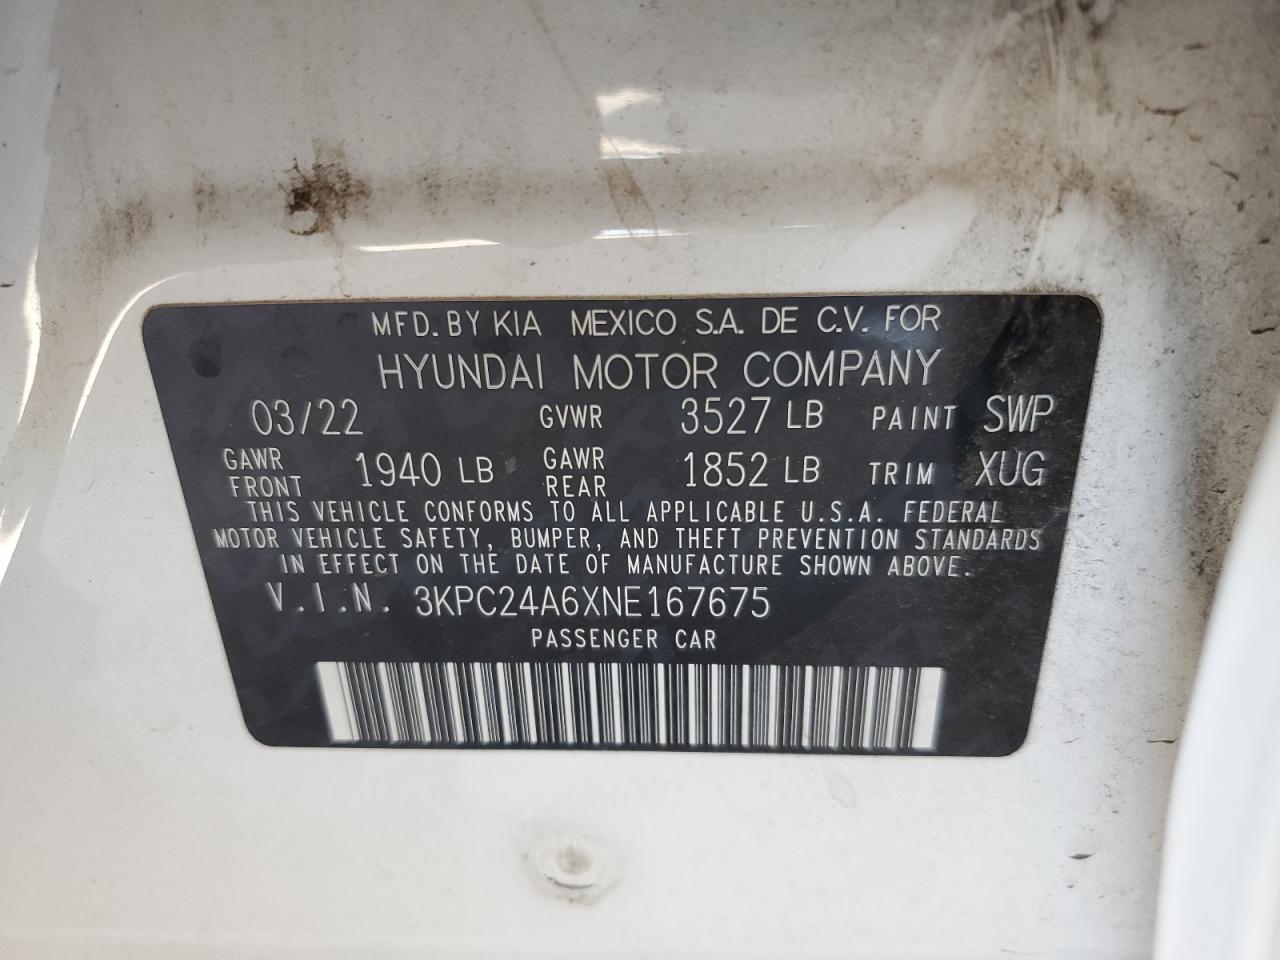 MFD. BY KIA MEXICO S.A. DE C.V. FOR
HYUNDAI MOTOR COMPANY
03/22 GVWR 3527 LB PAINT SWP
GAWR FRONT 1940 LB GAWR REAR 1852 LB TRIM XUG
THIS VEHICLE CONFORMS TO ALL APPLICABLE U.S.A. FEDERAL
MOTOR VEHICLE SAFETY, BUMPER, AND THEFT PREVENTION STANDARDS
IN EFFECT ON THE DATE OF MANUFACTURE SHOWN ABOVE.
V.I.N. 3KPC24A6XNE167675
PASSENGER CAR